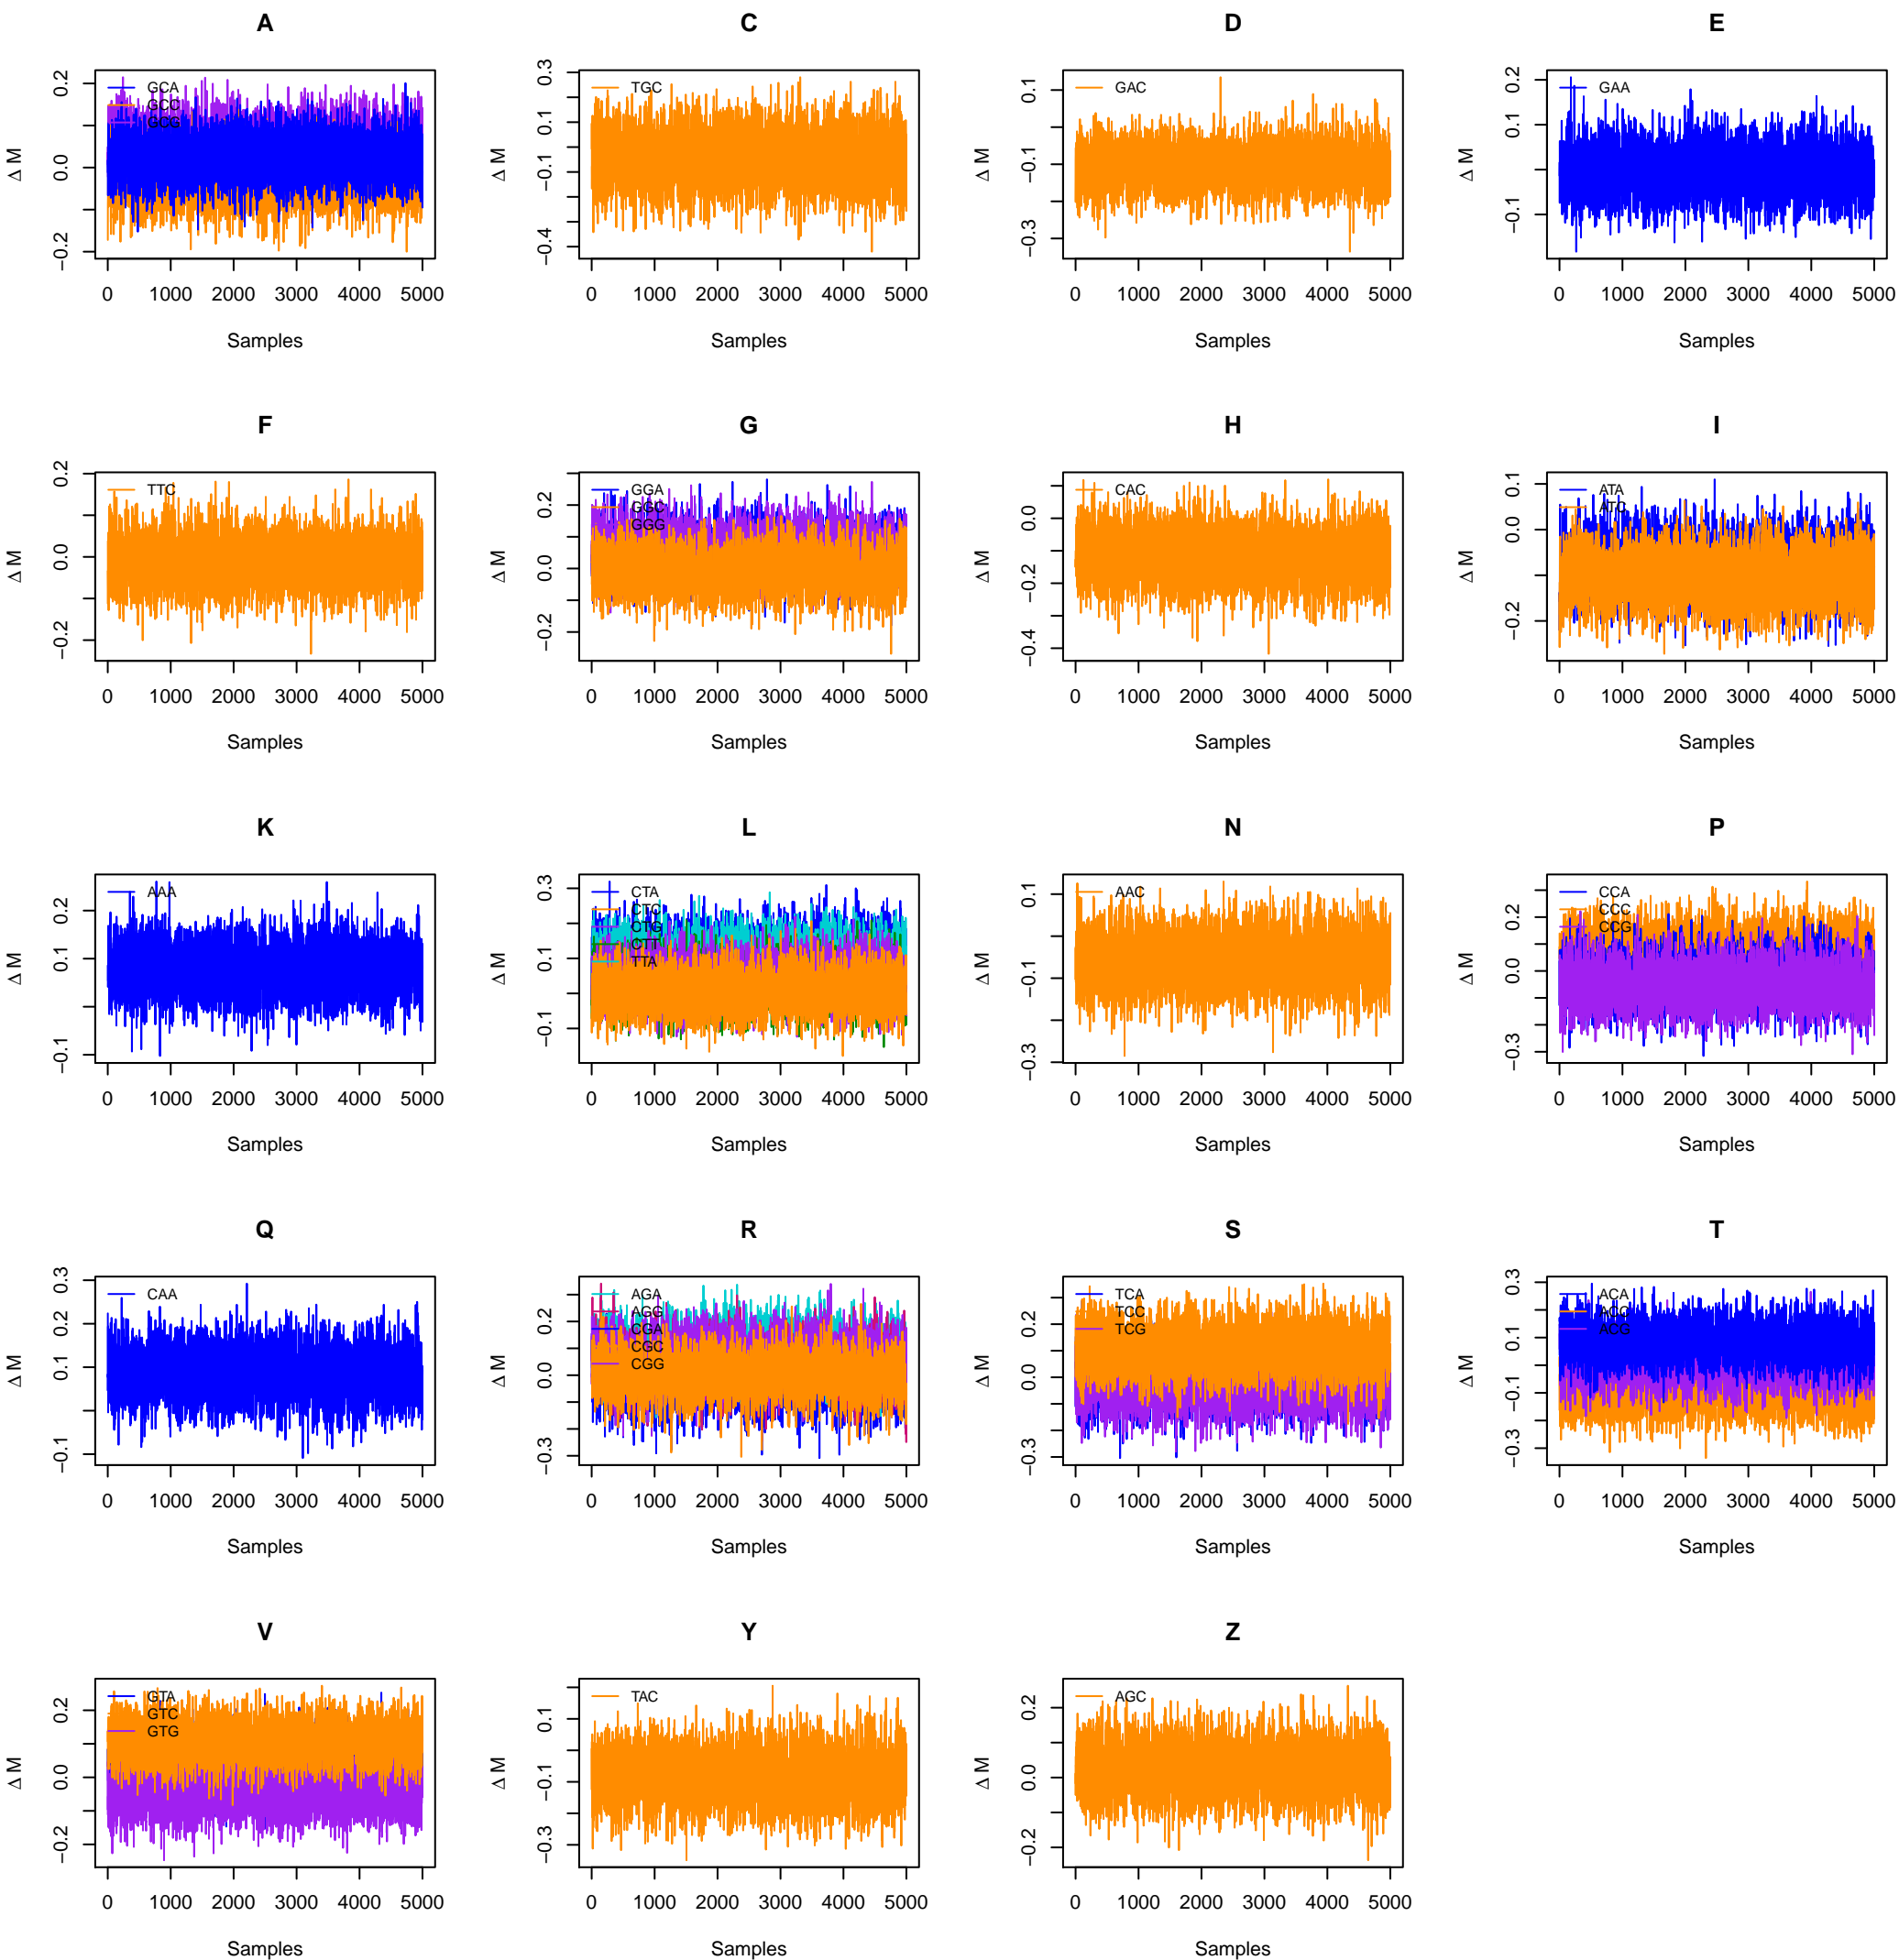 A
C
D
E
0.2
0.0
−0.2
GCA
GCC
GCG
Δ M
0 1000 2000 3000 4000 5000
Samples
0.3
0.1
−0.1
−0.4
TGC
Δ M
0 1000 2000 3000 4000 5000
Samples
0.1
−0.1
−0.3
GAC
Δ M
0 1000 2000 3000 4000 5000
Samples
0.2
0.1
−0.1
GAA
Δ M
0 1000 2000 3000 4000 5000
Samples
F
G
H
I
0.2
0.0
−0.2
TTC
Δ M
0 1000 2000 3000 4000 5000
Samples
0.2
0.0
−0.2
GGA
GGC
GGG
Δ M
0 1000 2000 3000 4000 5000
Samples
0.0
−0.2
−0.4
CAC
Δ M
0 1000 2000 3000 4000 5000
Samples
0.1
0.0
−0.2
ATA
ATC
Δ M
0 1000 2000 3000 4000 5000
Samples
K
L
N
P
0.2
0.1
−0.1
AAA
Δ M
0 1000 2000 3000 4000 5000
Samples
0.3
0.1
−0.1
CTA
CTC
CTG
CTT
TTA
Δ M
0 1000 2000 3000 4000 5000
Samples
0.1
−0.1
−0.3
AAC
Δ M
0 1000 2000 3000 4000 5000
Samples
0.2
0.0
−0.3
CCA
CCC
CCG
Δ M
0 1000 2000 3000 4000 5000
Samples
Q
R
S
T
0.3
0.2
0.1
−0.1
CAA
Δ M
0 1000 2000 3000 4000 5000
Samples
0.2
0.0
−0.3
AGA
AGG
CGA
CGC
CGG
Δ M
0 1000 2000 3000 4000 5000
Samples
0.2
0.0
−0.3
TCA
TCC
TCG
Δ M
0 1000 2000 3000 4000 5000
Samples
0.3
0.1
−0.1
−0.3
ACA
ACC
ACG
Δ M
0 1000 2000 3000 4000 5000
Samples
V
Y
Z
0.2
0.0
−0.2
GTA
GTC
GTG
Δ M
0 1000 2000 3000 4000 5000
Samples
0.1
−0.1
−0.3
TAC
Δ M
0 1000 2000 3000 4000 5000
Samples
0.2
0.0
−0.2
AGC
Δ M
0 1000 2000 3000 4000 5000
Samples